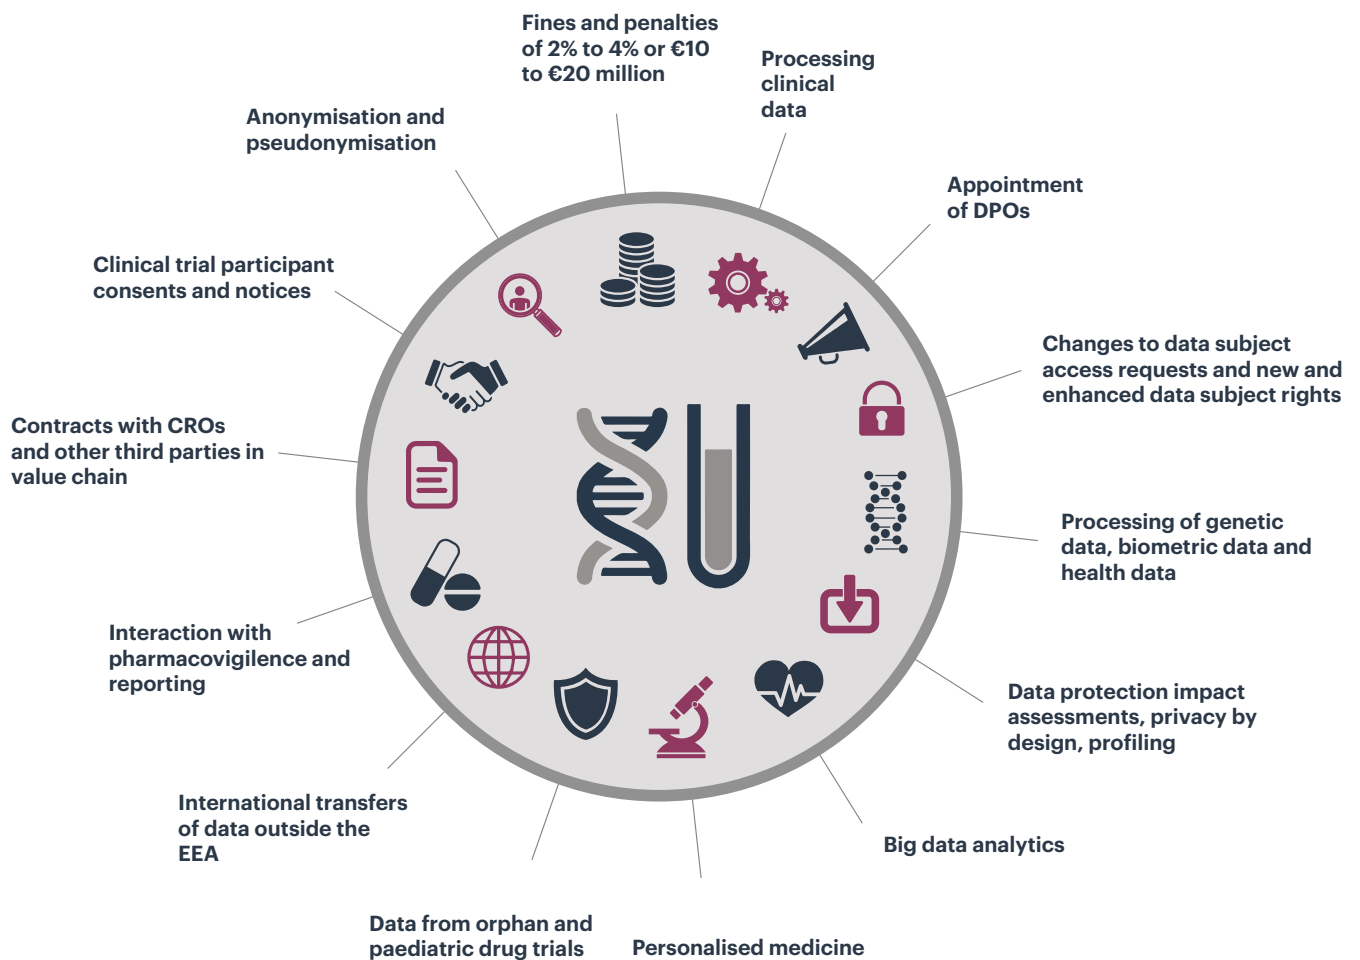 Fines and penalties
of 2% to 4% or €10
to €20 million
Processing
clinical
data
Appointment
of DPOs
Changes to data subject
access requests and new and
enhanced data subject rights
Processing of genetic
data, biometric data and
health data
Data protection impact
assessments, privacy by
design, profiling
Big data analytics
Personalised medicine
Data from orphan and
paediatric drug trials
International transfers
of data outside the
EEA
Interaction with
pharmacovigilence and
reporting
Contracts with CROs
and other third parties in
value chain
Clinical trial participant
consents and notices
Anonymisation and
pseudonymisation